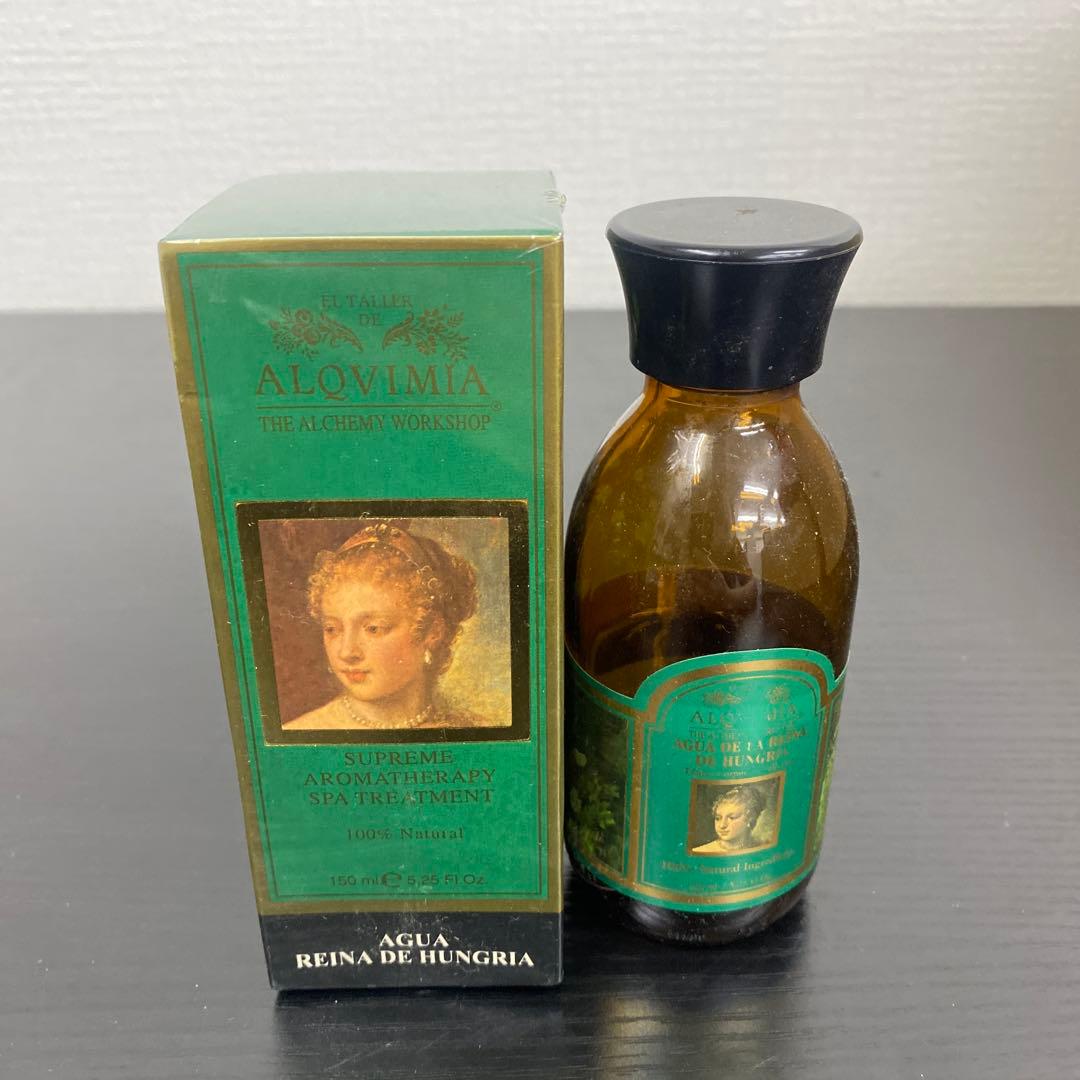 EL TALLER
DE
ALQVIMIA
®
THE ALCHEMY WORKSHOP
SUPREME
AROMATHERAPY
SPA TREATMENT
100% Natural
150 ml. ℮ 5.25 Fl.Oz.
AGUA
REINA DE HUNGRIA
AGUA DE LA REINA
DE HUNGRIA
Natural